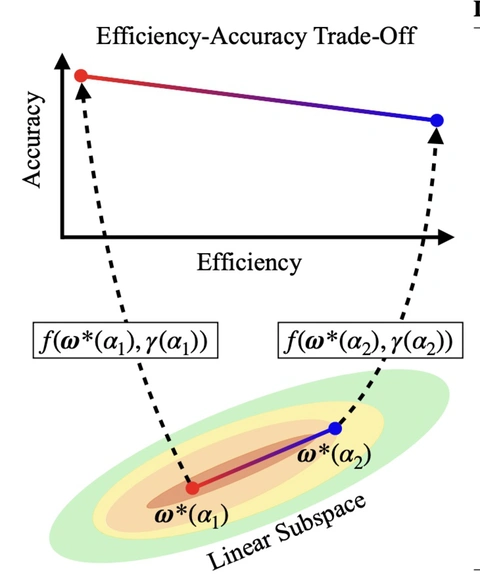 Efficiency-Accuracy Trade-Off
Accuracy
Efficiency
f(ω*(α₁), γ(α₁))
f(ω*(α₂), γ(α₂))
ω*(α₂)
ω*(α₁)
Linear Subspace